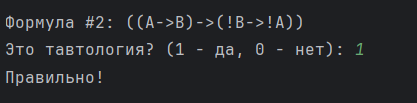 Формула #2: ((A->B)->(!B->!A))
Это тавтология? (1 - да, 0 - нет): 1
Правильно!